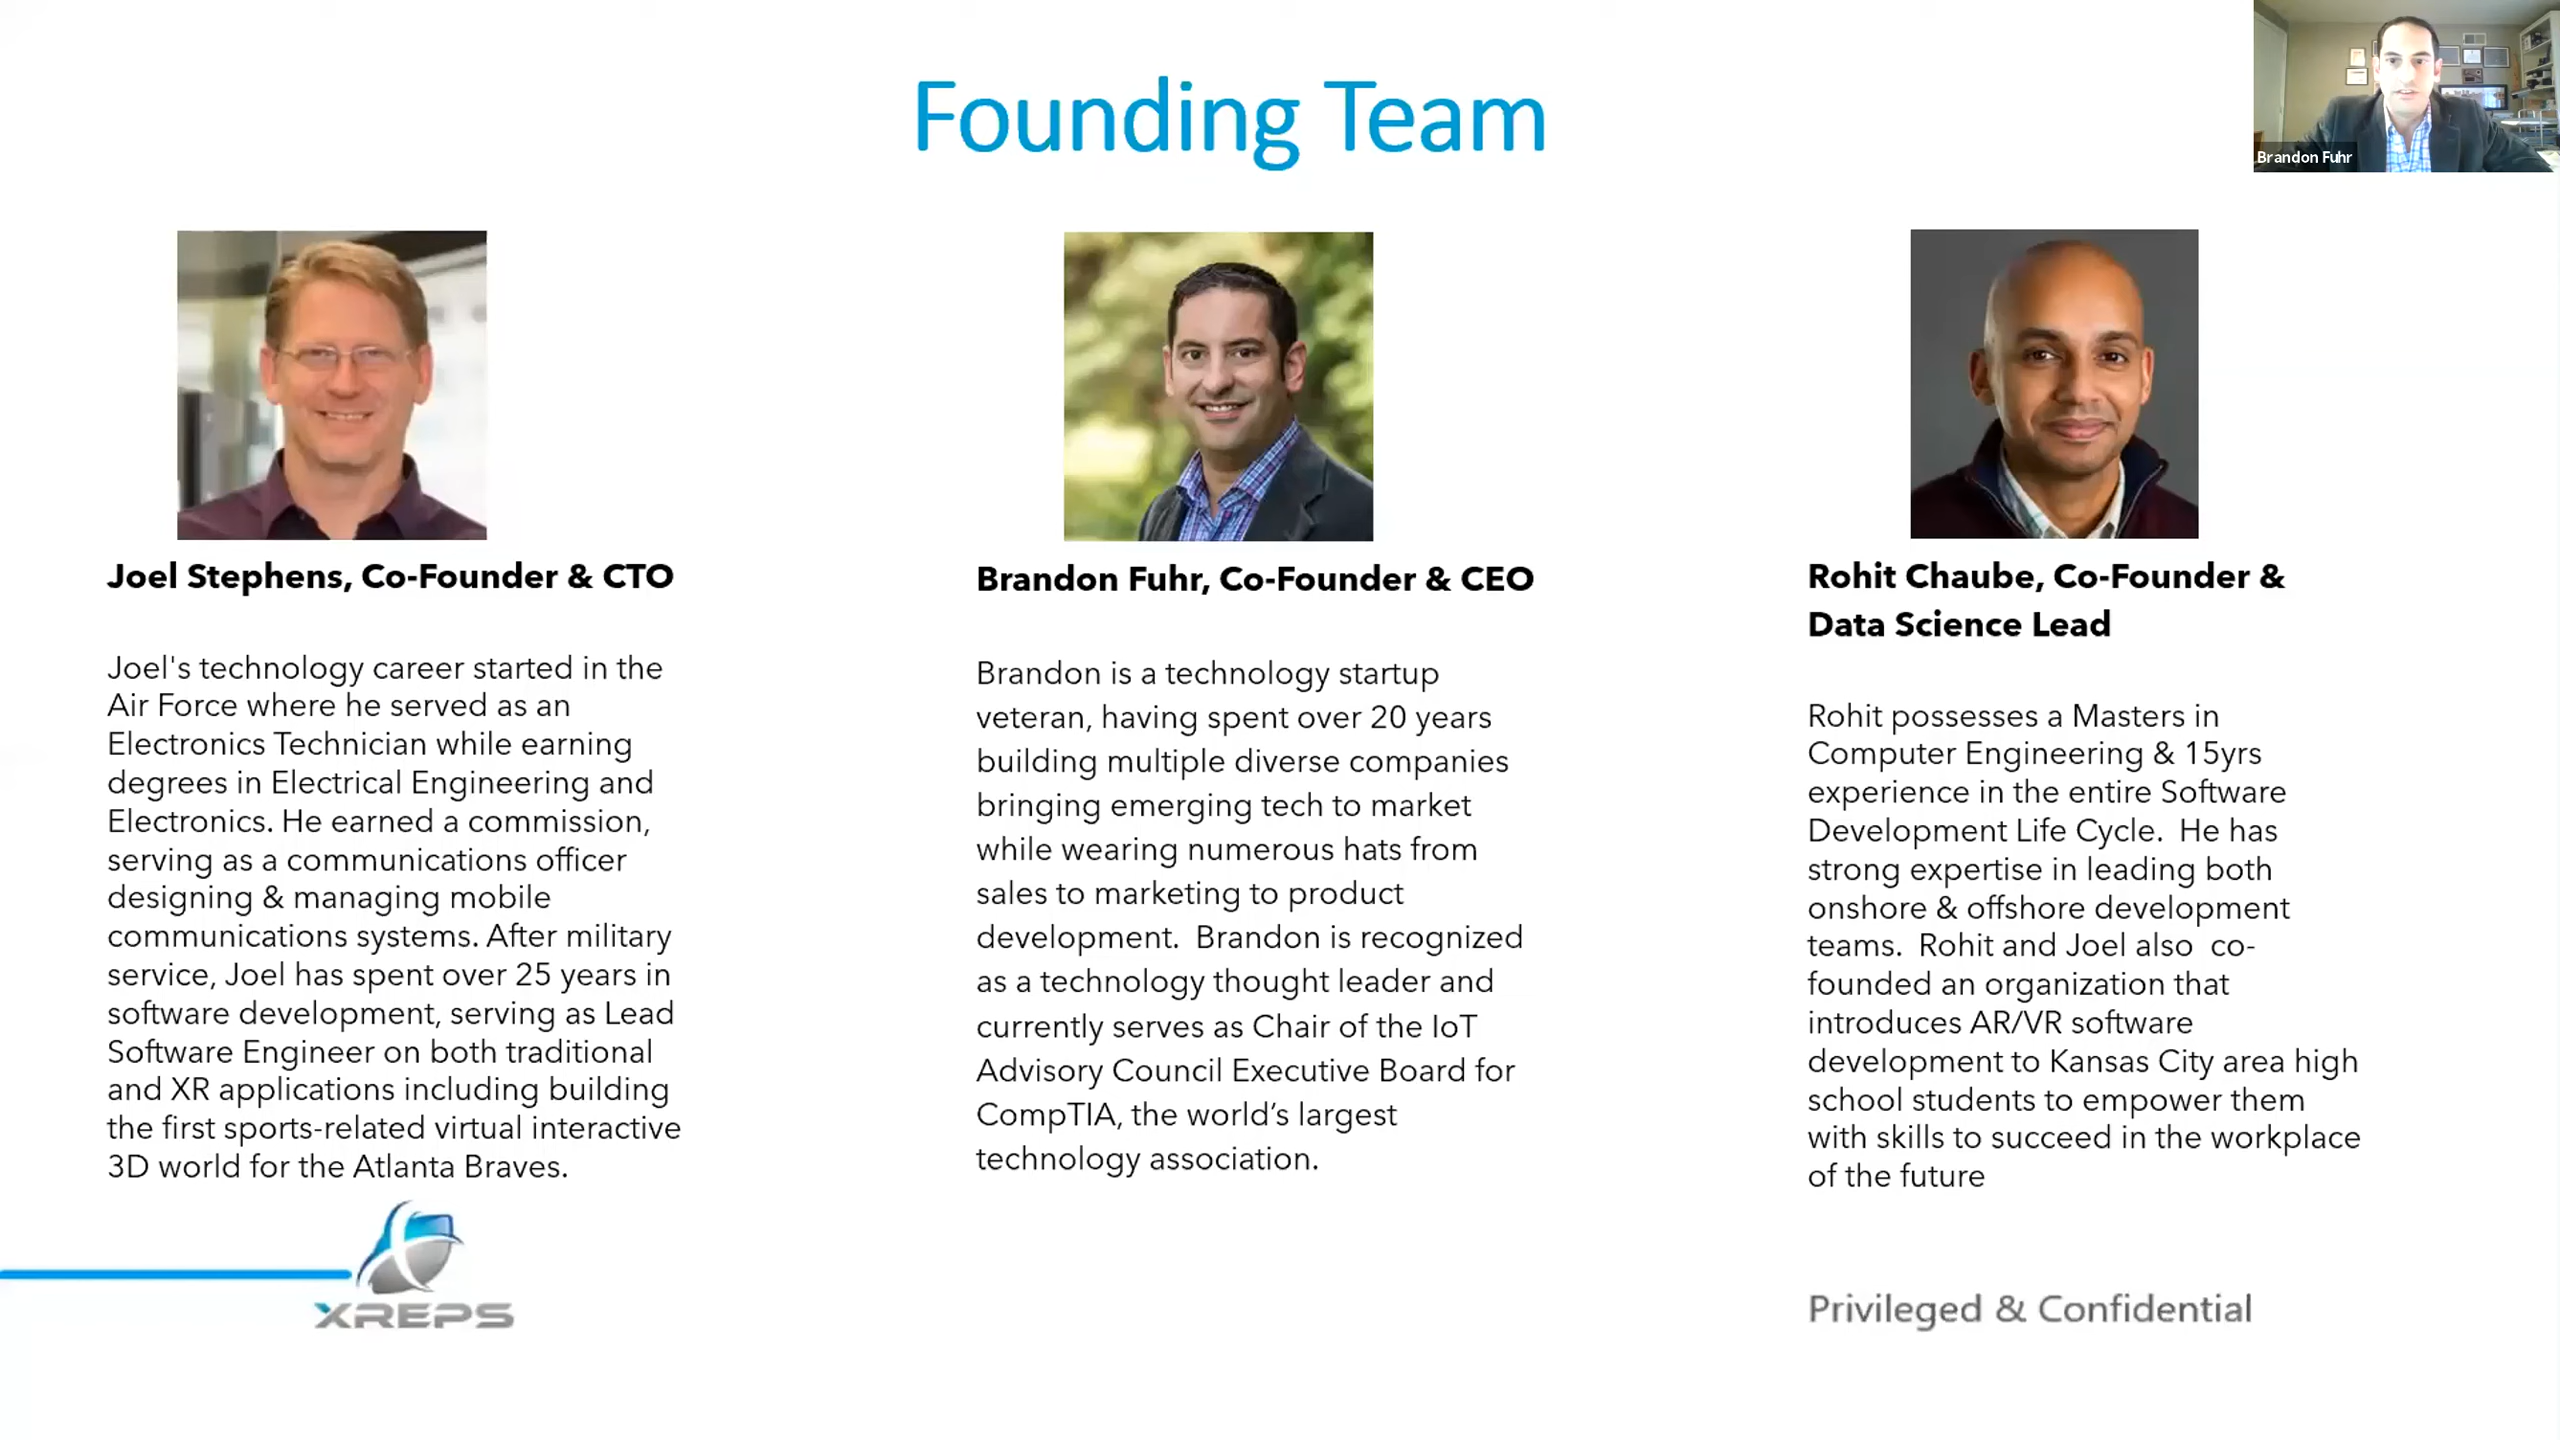 Founding Team
Brandon Fuhr
Joel Stephens, Co-Founder & CTO
Joel's technology career started in the
Air Force where he served as an
Electronics Technician while earning
degrees in Electrical Engineering and
Electronics. He earned a commission,
serving as a communications officer
designing & managing mobile
communications systems. After military
service, Joel has spent over 25 years in
software development, serving as Lead
Software Engineer on both traditional
and XR applications including building
the first sports-related virtual interactive
3D world for the Atlanta Braves.
Brandon Fuhr, Co-Founder & CEO
Brandon is a technology startup
veteran, having spent over 20 years
building multiple diverse companies
bringing emerging tech to market
while wearing numerous hats from
sales to marketing to product
development.  Brandon is recognized
as a technology thought leader and
currently serves as Chair of the IoT
Advisory Council Executive Board for
CompTIA, the world’s largest
technology association.
Rohit Chaube, Co-Founder &
Data Science Lead
Rohit possesses a Masters in
Computer Engineering & 15yrs
experience in the entire Software
Development Life Cycle.  He has
strong expertise in leading both
onshore & offshore development
teams.  Rohit and Joel also  co-
founded an organization that
introduces AR/VR software
development to Kansas City area high
school students to empower them
with skills to succeed in the workplace
of the future
XREPS
Privileged & Confidential